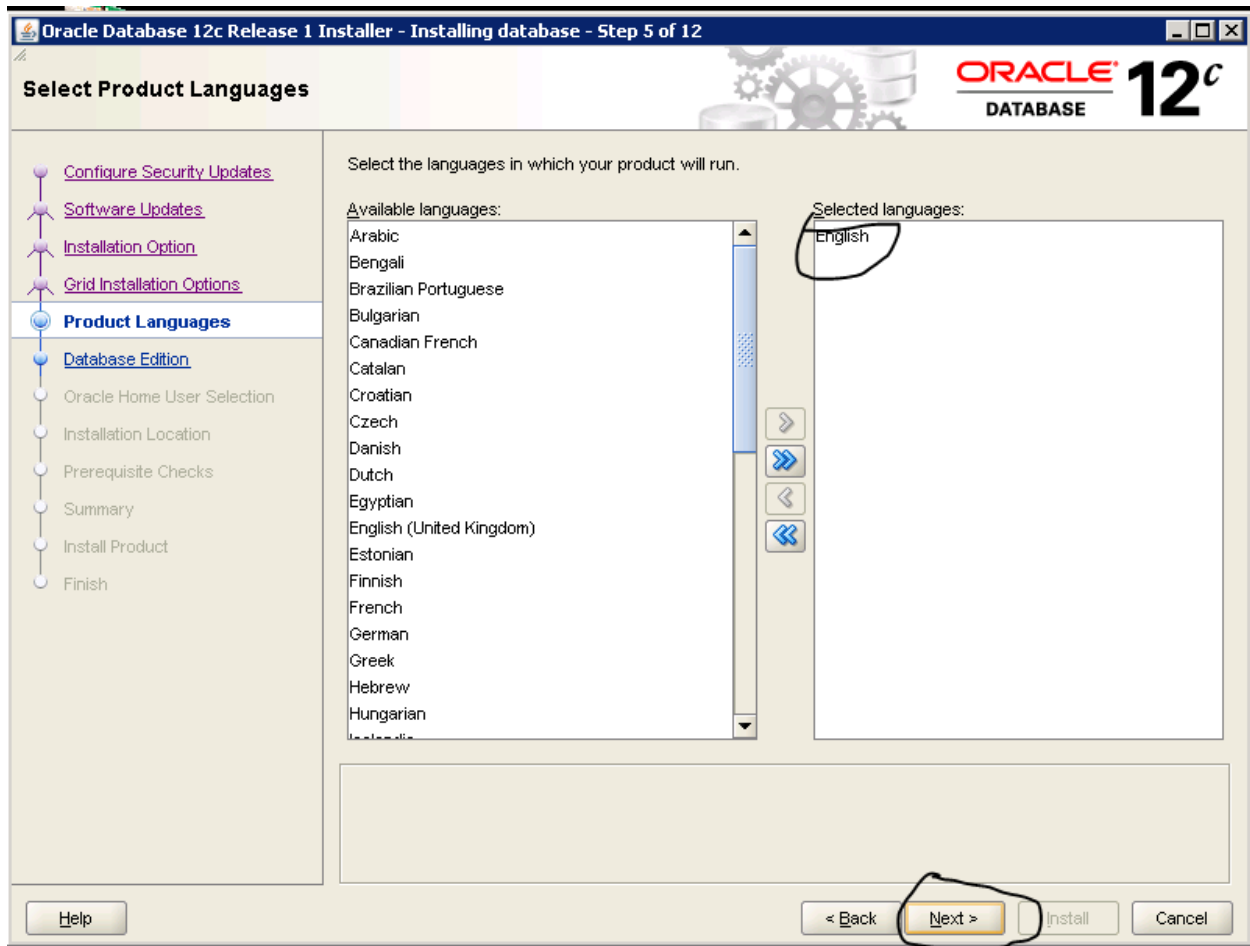 Oracle Database 12c Release 1 Installer - Installing database - Step 5 of 12
Select Product Languages
ORACLE
DATABASE
12c
Configure Security Updates
Software Updates
Installation Option
Grid Installation Options
Product Languages
Database Edition
Oracle Home User Selection
Installation Location
Prerequisite Checks
Summary
Install Product
Finish
Select the languages in which your product will run.
Available languages:
Arabic
Bengali
Brazilian Portuguese
Bulgarian
Canadian French
Catalan
Croatian
Czech
Danish
Dutch
Egyptian
English (United Kingdom)
Estonian
Finnish
French
German
Greek
Hebrew
Hungarian
Selected languages:
English
Help
< Back
Next >
Install
Cancel